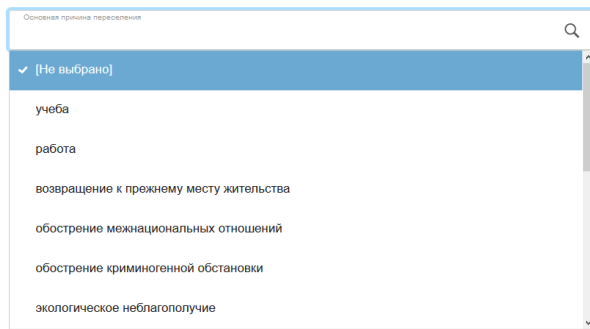 Основная причина переселения
[Не выбрано]
учеба
работа
возвращение к прежнему месту жительства
обострение межнациональных отношений
обострение криминогенной обстановки
экологическое неблагополучие